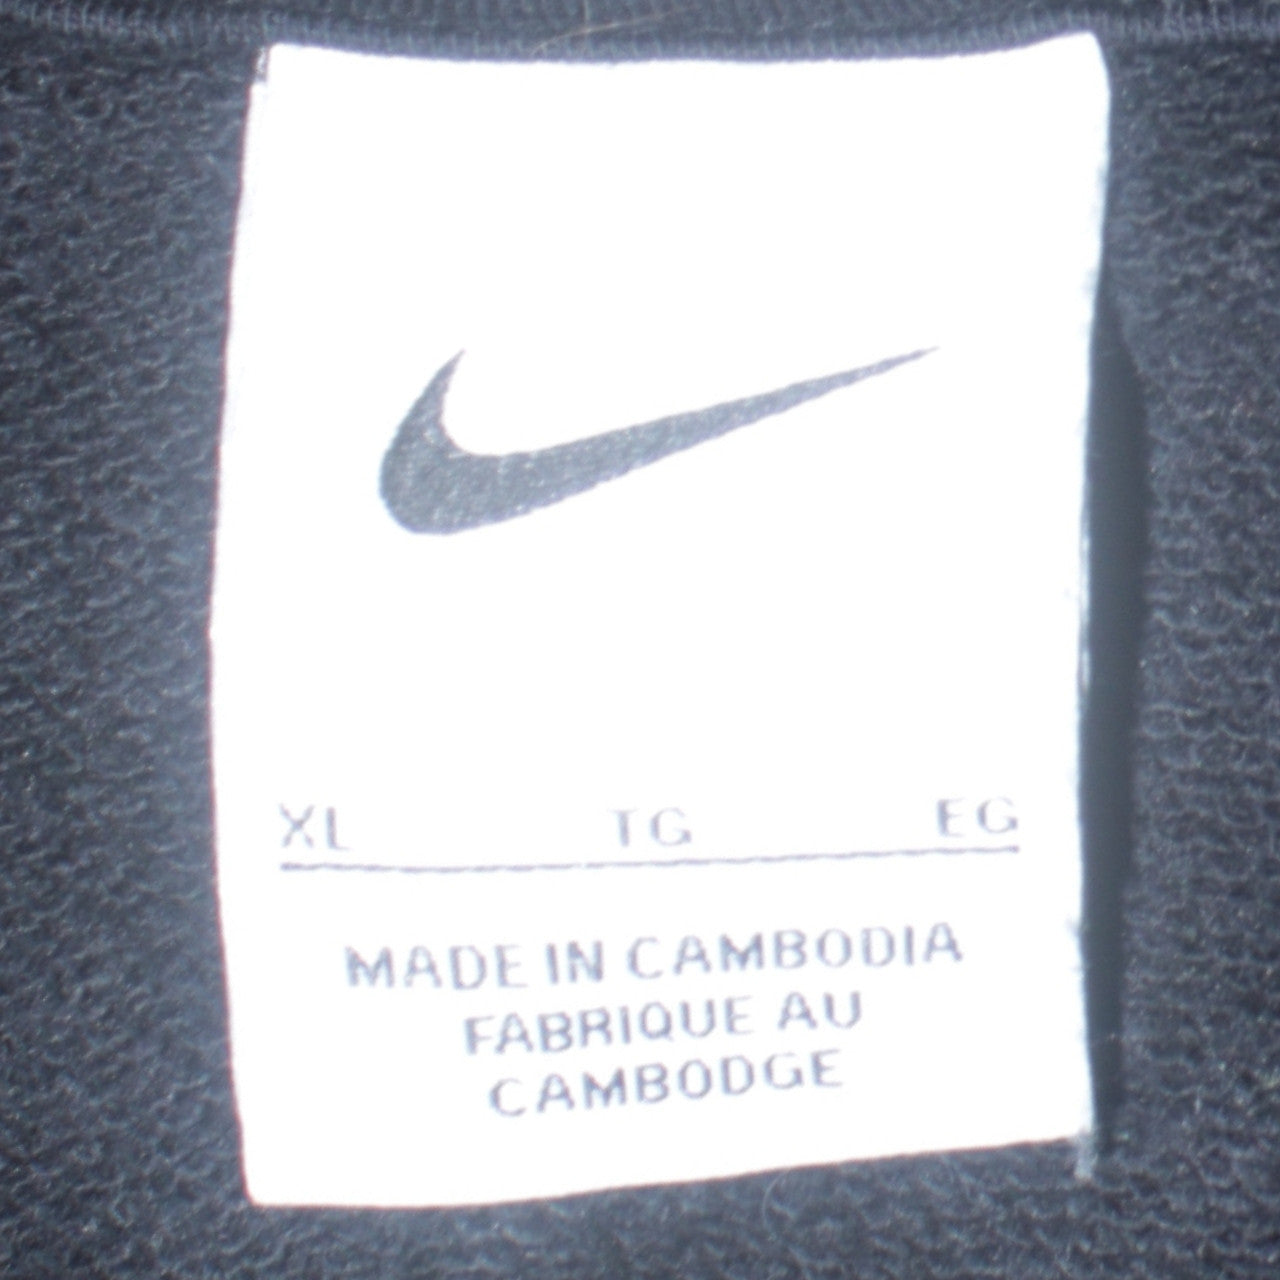 XL TG EG
MADE IN CAMBODIA
FABRIQUE AU
CAMBODGE